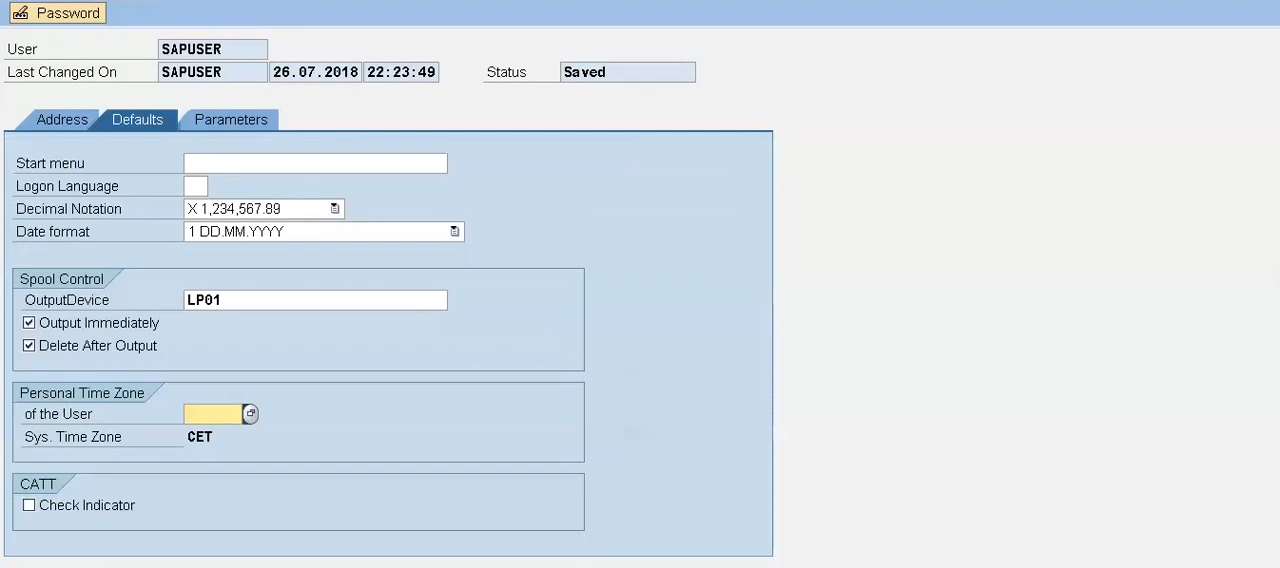 Password
User SAPUSER
Last Changed On SAPUSER 26.07.2018 22:23:49 Status Saved
Address Defaults Parameters
Start menu
Logon Language
Decimal Notation X 1,234,567.89
Date format 1 DD.MM.YYYY
Spool Control
OutputDevice LP01
Output Immediately
Delete After Output
Personal Time Zone
of the User
Sys. Time Zone CET
CATT
Check Indicator